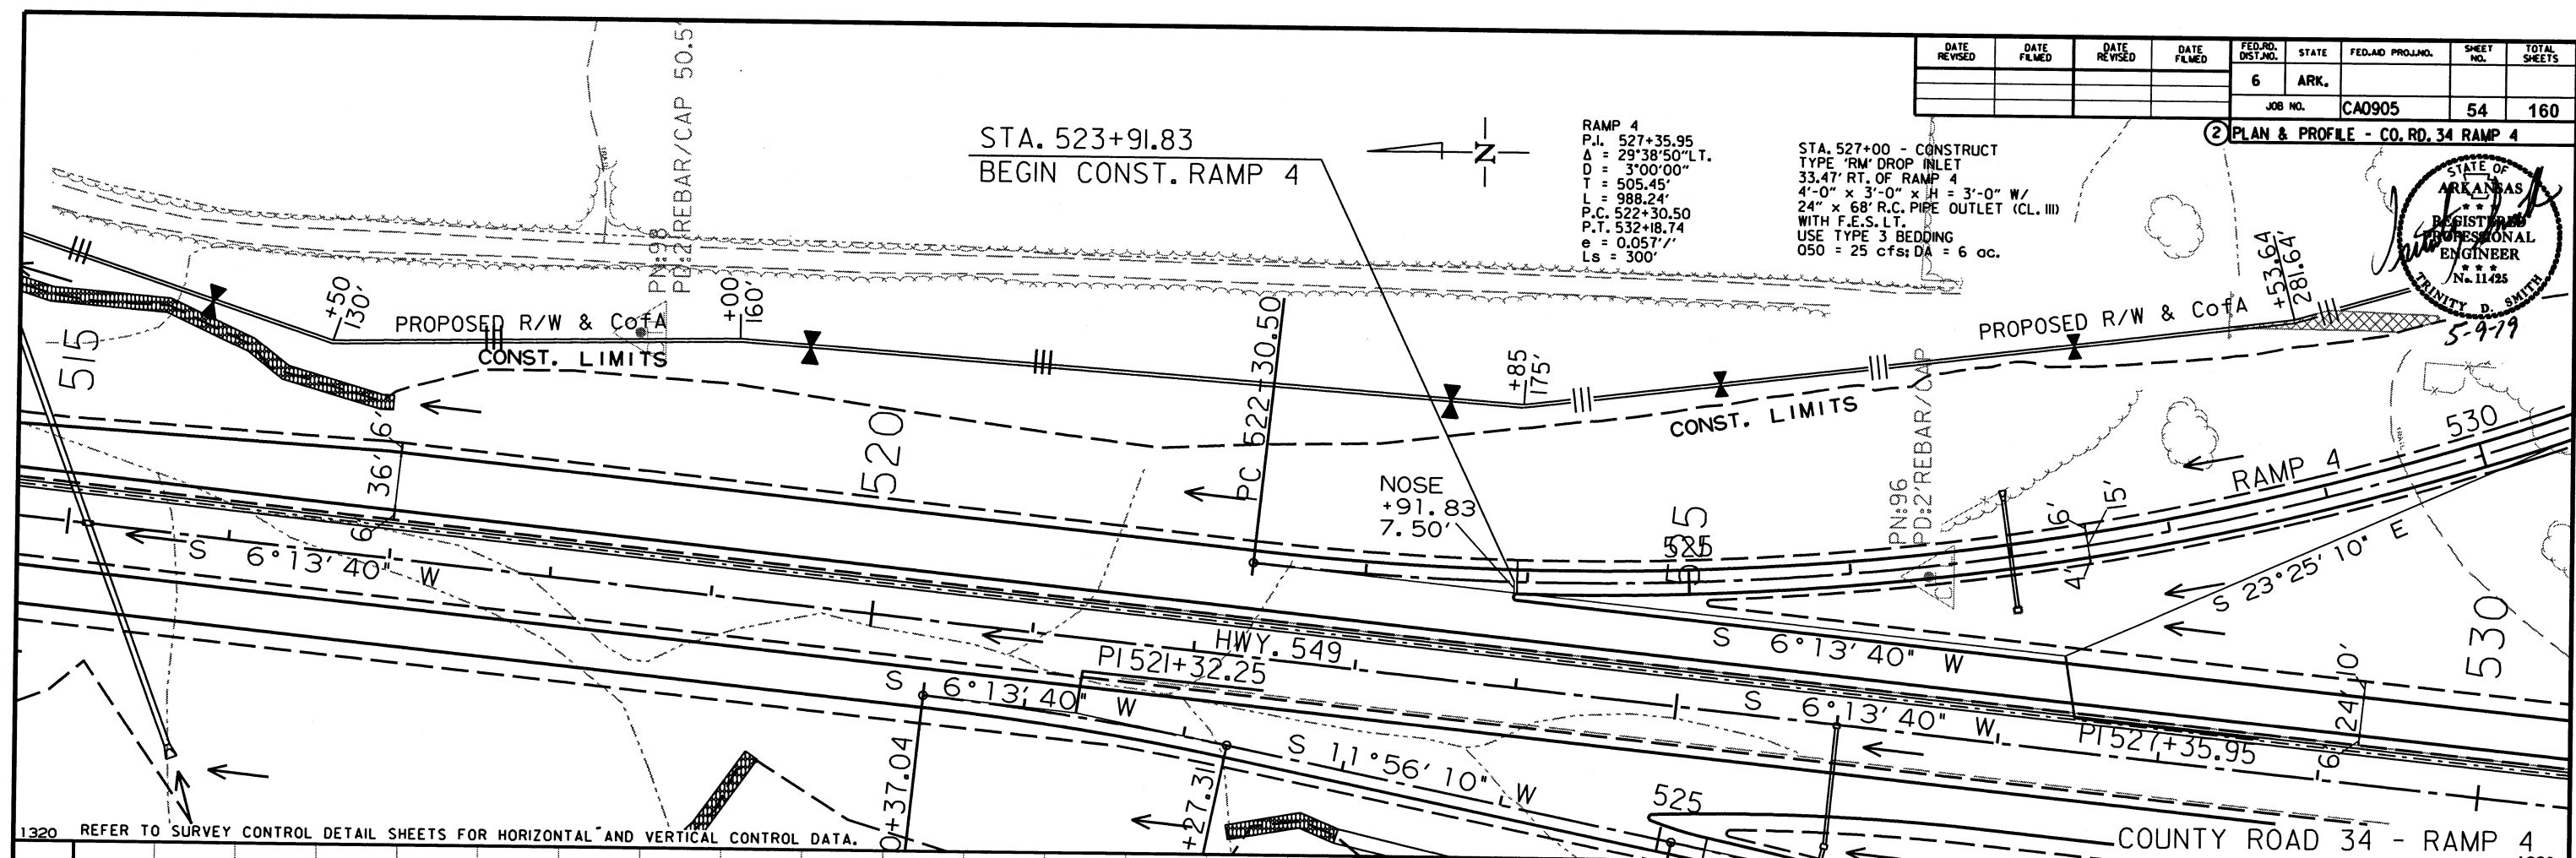 DATE REVISED
DATE FILMED
DATE REVISED
DATE FILMED
FED.RD. DIST.NO.
STATE
FED.AID PROJ.NO.
SHEET NO.
TOTAL SHEETS
6
ARK.
JOB NO.
CA0905
54
160
2 PLAN & PROFILE - CO. RD. 34 RAMP 4
STATE OF
ARKANSAS
* * *
REGISTERED
PROFESSIONAL
ENGINEER
* * *
No. 11425
TRINITY D. SMITH
5-9-19
STA. 523+91.83
BEGIN CONST. RAMP 4
N
RAMP 4
P.I. 527+35.95
Δ = 29°38'50"LT.
D = 3°00'00"
T = 505.45'
L = 988.24'
P.C. 522+30.50
P.T. 532+18.74
e = 0.057'/'
Ls = 300'
STA. 527+00 - CONSTRUCT
TYPE 'RM' DROP INLET
33.47' RT. OF RAMP 4
4'-0" x 3'-0" x H = 3'-0" W/
24" x 68' R.C. PIPE OUTLET (CL. III)
WITH F.E.S. LT.
USE TYPE 3 BEDDING
Q50 = 25 cfs; DA = 6 ac.
PN:98
PD:2'REBAR/CAP 50.5
+50
130'
+00
160'
+85
175'
+53.64
281.64'
PROPOSED R/W & CofA
CONST. LIMITS
PROPOSED R/W & CofA
CONST. LIMITS
515
520
PC 522+30.50
NOSE
+91.83
7.50'
525
525
PN:96
PD:2'REBAR/CAP
RAMP 4
530
530
36'
6'
6'
6'
15'
4'
S 23°25'10" E
S 6°13'40" W
HWY. 549
S 6°13'40" W
PI 521+32.25
S 6°13'40" W
S 6°13'40" W
PI 527+35.95
10'
24'
6'
0+37.04
+27.31
S 11°56'10" W
525
1320
REFER TO SURVEY CONTROL DETAIL SHEETS FOR HORIZONTAL AND VERTICAL CONTROL DATA.
COUNTY ROAD 34 - RAMP 4